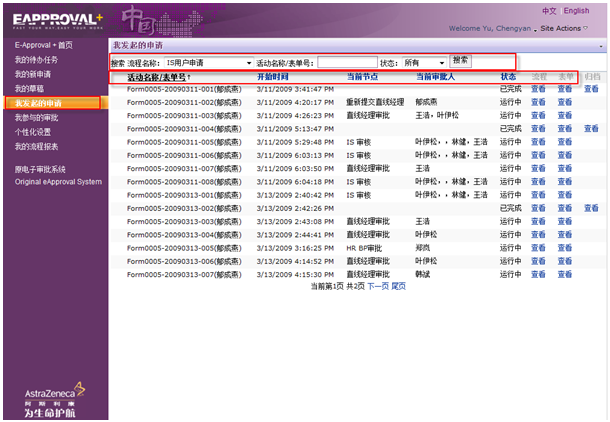 EAPPROVAL+
FAST YOUR WAY,EASY YOUR WORK
中国
中文 | English
Welcome Yu, Chengyan Site Actions
E-Approval + 首页
我的待办任务
我的新申请
我的草稿
我发起的申请
我参与的审批
个性化设置
我的流程报表
原电子审批系统
Original eApproval System
AstraZeneca
阿斯利康
为生命护航
我发起的申请
搜索 流程名称： IS用户申请 活动名称/表单号： 状态： 所有 搜索
活动名称/表单号↑ 开始时间 当前节点 当前审批人 状态 流程 表单 归档
Form0005-20090311-001(郁成燕) 3/11/2009 3:41:47 PM 已完成 查看 查看 查看
Form0005-20090311-002(郁成燕) 3/11/2009 4:20:17 PM 重新提交直线经理 郁成燕 运行中 查看 查看
Form0005-20090311-003(郁成燕) 3/11/2009 4:26:23 PM 直线经理审批 王浩，叶伊松 运行中 查看 查看
Form0005-20090311-004(郁成燕) 3/11/2009 5:13:47 PM 已完成 查看 查看 查看
Form0005-20090311-005(郁成燕) 3/11/2009 5:29:48 PM IS 审核 叶伊松，，林健，王浩 运行中 查看 查看
Form0005-20090311-006(郁成燕) 3/11/2009 6:03:13 PM IS 审核 叶伊松，，林健，王浩 运行中 查看 查看
Form0005-20090311-007(郁成燕) 3/11/2009 6:03:50 PM 直线经理审批 王浩 运行中 查看 查看
Form0005-20090311-008(郁成燕) 3/11/2009 6:04:18 PM IS 审核 叶伊松，，林健，王浩 运行中 查看 查看
Form0005-20090313-001(郁成燕) 3/13/2009 2:40:42 PM IS 审核 叶伊松，，林健，王浩 运行中 查看 查看
Form0005-20090313-002(郁成燕) 3/13/2009 2:42:26 PM 已完成 查看 查看 查看
Form0005-20090313-003(郁成燕) 3/13/2009 2:43:08 PM 直线经理审批 王浩 运行中 查看 查看
Form0005-20090313-004(郁成燕) 3/13/2009 2:44:41 PM 直线经理审批 叶伊松 运行中 查看 查看
Form0005-20090313-005(郁成燕) 3/13/2009 3:16:25 PM HR BP审批 郑岚 运行中 查看 查看
Form0005-20090313-006(郁成燕) 3/13/2009 4:14:52 PM 直线经理审批 叶伊松 运行中 查看 查看
Form0005-20090313-007(郁成燕) 3/13/2009 4:15:30 PM 直线经理审批 韩斌 运行中 查看 查看
当前第1页 共2页 下一页 尾页